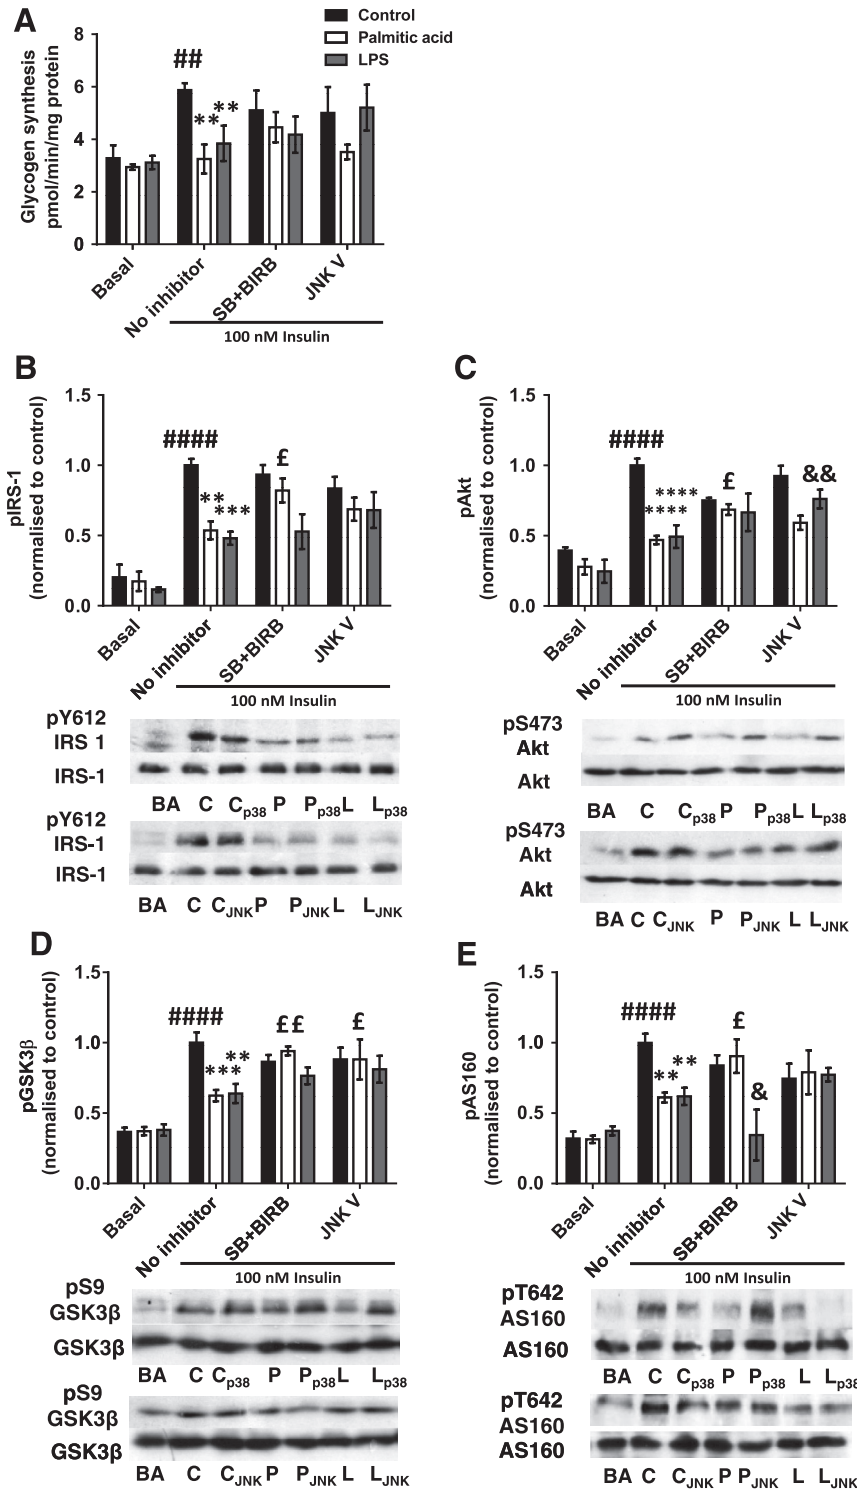 A
Control
Palmitic acid
LPS
Glycogen synthesis
pmol/min/mg protein
8
6
4
2
0
##
**
**
Basal
No inhibitor
SB+BIRB
JNK V
100 nM Insulin
B
pIRS-1
(normalised to control)
1.5
1.0
0.5
0.0
####
**
***
£
Basal
No inhibitor
SB+BIRB
JNK V
100 nM Insulin
pY612
IRS 1
IRS-1
BA C Cp38 P Pp38 L Lp38
pY612
IRS-1
IRS-1
BA C CJNK P PJNK L LJNK
C
pAkt
(normalised to control)
1.5
1.0
0.5
0.0
####
****
****
£
&&
Basal
No inhibitor
SB+BIRB
JNK V
100 nM Insulin
pS473
Akt
Akt
BA C Cp38 P Pp38 L Lp38
pS473
Akt
Akt
BA C CJNK P PJNK L LJNK
D
pGSK3β
(normalised to control)
1.5
1.0
0.5
0.0
####
***
**
££
£
Basal
No inhibitor
SB+BIRB
JNK V
100 nM Insulin
pS9
GSK3β
GSK3β
BA C Cp38 P Pp38 L Lp38
pS9
GSK3β
GSK3β
BA C CJNK P PJNK L LJNK
E
pAS160
(normalised to control)
1.5
1.0
0.5
0.0
####
**
**
£
&
Basal
No inhibitor
SB+BIRB
JNK V
100 nM Insulin
pT642
AS160
AS160
BA C Cp38 P Pp38 L Lp38
pT642
AS160
AS160
BA C CJNK P PJNK L LJNK